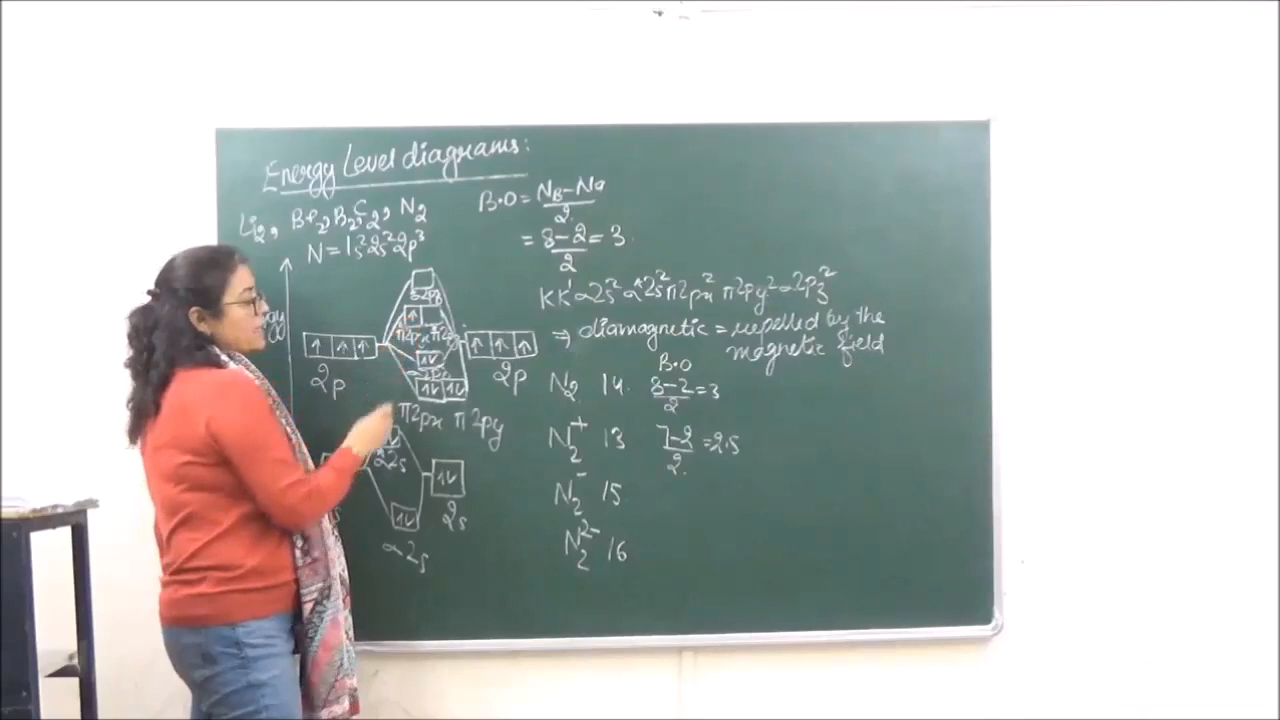 Energy Level diagrams:
Li2, Be2, B2, C2, N2
N = 1s² 2s² 2p³
B.O = NB - Na / 2
= 8-2 / 2 = 3.
KK' σ2s² σ*2s² π2px² π2py² σ2pz²
⇒ diamagnetic = repelled by the magnetic field
B.O
N2 14 8-2 / 2 = 3
N2+ 13 7-2 / 2 = 2.5
N2- 15
N2 2- 16
2p
2p
π2px π2py
2s
σ2s